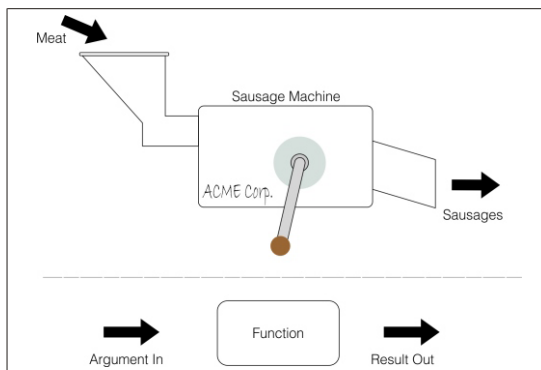 Meat
Sausage Machine
ACME Corp.
Sausages
Function
Argument In
Result Out